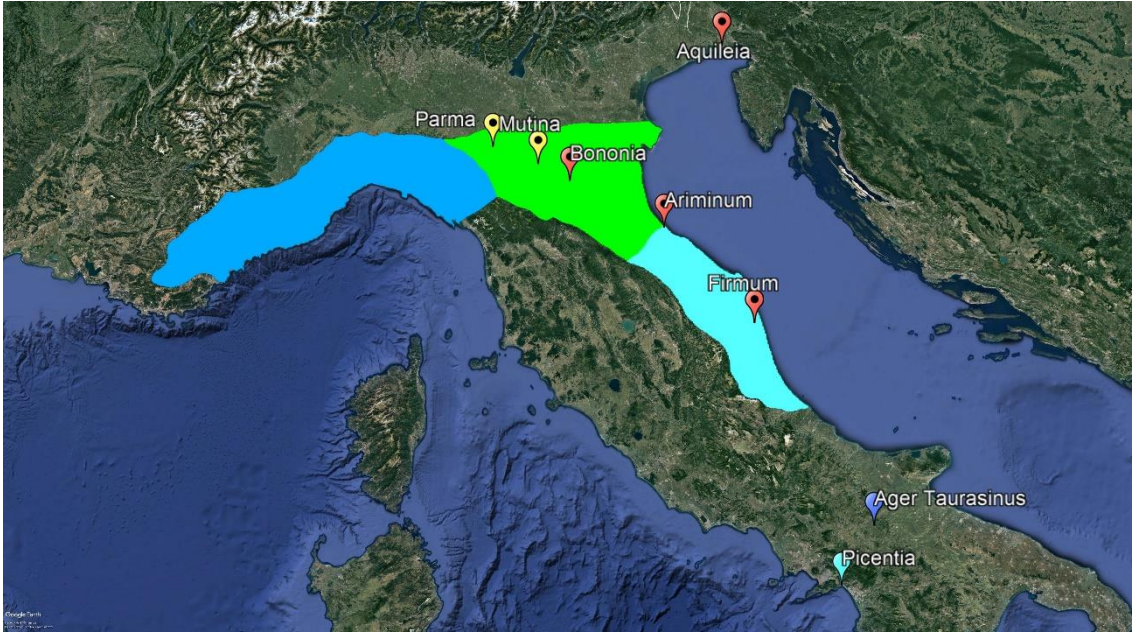 Aquileia
Parma
Mutina
Bononia
Ariminum
Firmum
Ager Taurasinus
Picentia
Google Earth